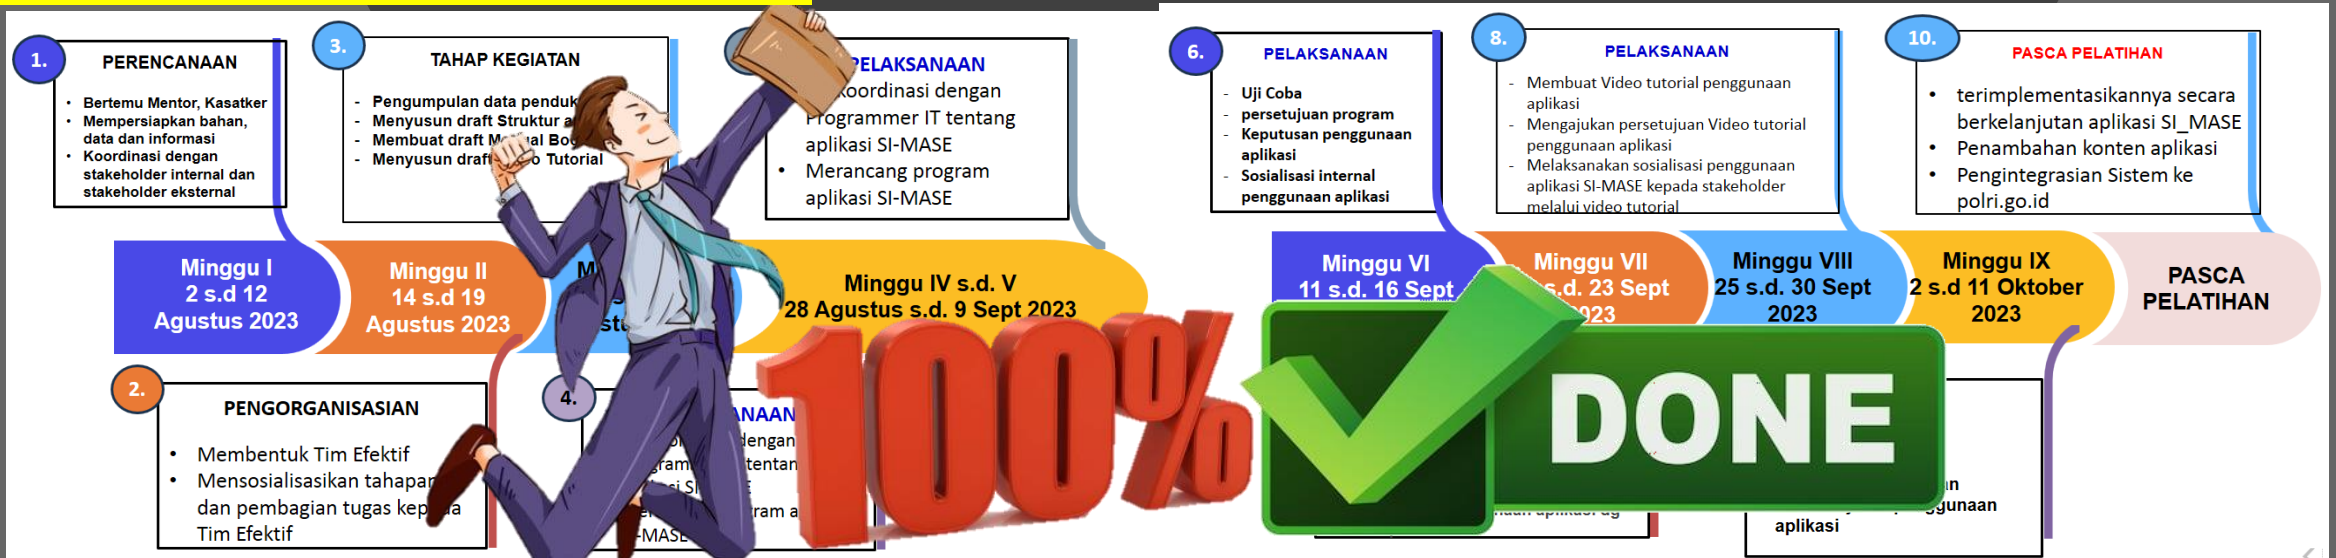 1.
PERENCANAAN
• Bertemu Mentor, Kasatker
• Mempersiapkan bahan,
data dan informasi
• Koordinasi dengan
stakeholder internal dan
stakeholder eksternal
3.
TAHAP KEGIATAN
- Pengumpulan data
- Menyusun draft Struktur
- Membuat draft
- Menyusun draft Tutorial
PELAKSANAAN
Koordinasi dengan
Programmer IT tentang
aplikasi SI-MASE
• Merancang program
aplikasi SI-MASE
6.
PELAKSANAAN
- Uji Coba
- persetujuan program
- Keputusan penggunaan
aplikasi
- Sosialisasi internal
penggunaan aplikasi
8.
PELAKSANAAN
- Membuat Video tutorial penggunaan
aplikasi
- Mengajukan persetujuan Video tutorial
penggunaan aplikasi
- Melaksanakan sosialisasi penggunaan
aplikasi SI-MASE kepada stakeholder
melalui video tutorial
10.
PASCA PELATIHAN
• terimplementasikannya secara
berkelanjutan aplikasi SI_MASE
• Penambahan konten aplikasi
• Pengintegrasian Sistem ke
polri.go.id
Minggu I
2 s.d 12
Agustus 2023
Minggu II
14 s.d 19
Agustus 2023
Minggu IV s.d. V
28 Agustus s.d. 9 Sept 2023
Minggu VI
11 s.d. 16 Sept
Minggu VII
s.d. 23 Sept
Minggu VIII
25 s.d. 30 Sept
2023
Minggu IX
2 s.d 11 Oktober
2023
PASCA
PELATIHAN
2.
PENGORGANISASIAN
• Membentuk Tim Efektif
• Mensosialisasikan tahapan
dan pembagian tugas kepada
Tim Efektif
4.
dengan
100%
DONE
aplikasi